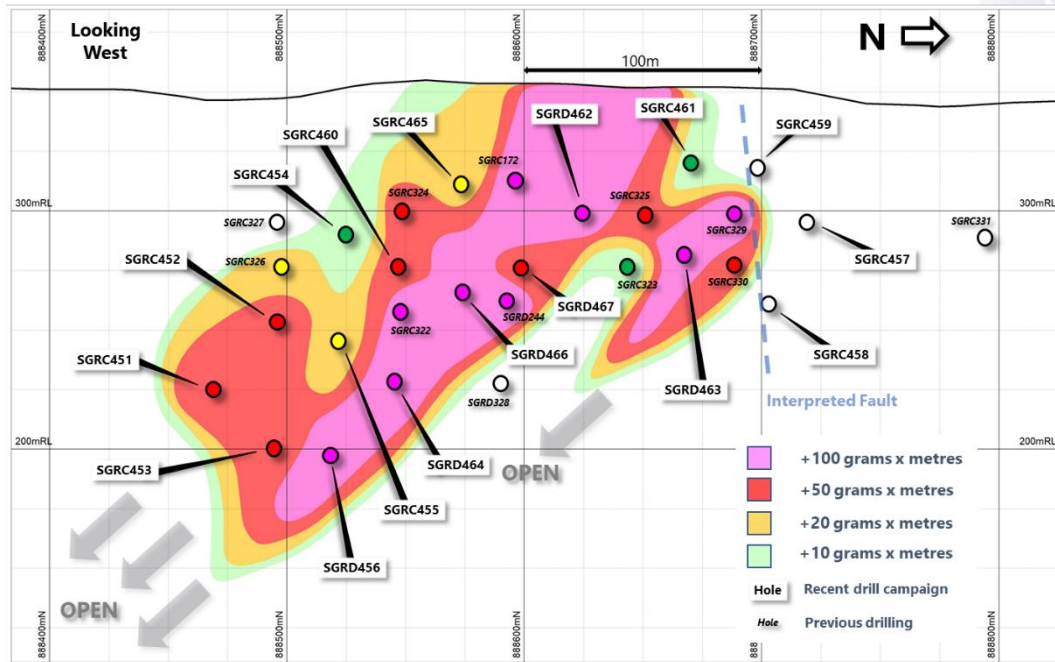 888400mN
888500mN
888600mN
888700mN
888800mN
Looking
West
N
100m
SGRC465
SGRD462
SGRC461
SGRC460
SGRC459
SGRC172
SGRC454
SGRC324
SGRC325
300mRL
300mRL
SGRC327
SGRC329
SGRC457
SGRC331
SGRC452
SGRC326
SGRC323
SGRC330
SGRD467
SGRC322
SGRD244
SGRD466
SGRC458
SGRC451
SGRD463
SGRD328
Interpreted Fault
200mRL
200mRL
SGRC453
SGRD464
OPEN
SGRC455
SGRD456
OPEN
+100 grams x metres
+50 grams x metres
+20 grams x metres
+10 grams x metres
Hole Recent drill campaign
Hole Previous drilling
888400mN
888500mN
888600mN
888
888800mN